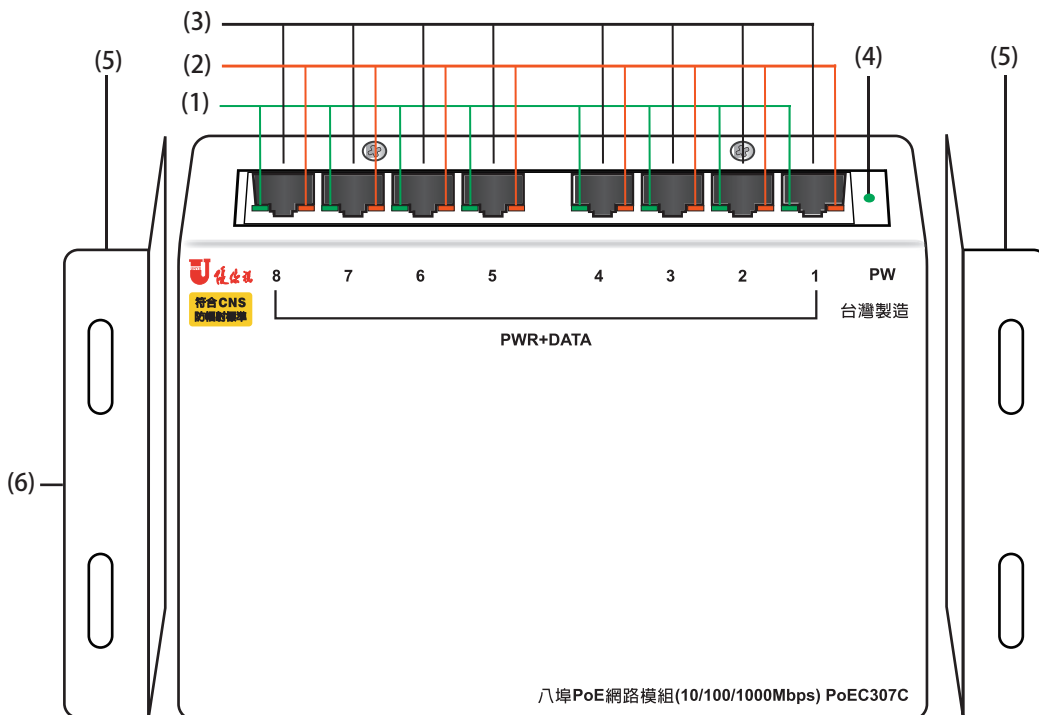 (3)
(5)
(2)
(4)
(5)
(1)
8 7 6 5 4 3 2 1 PW
符合CNS
防輻射標準
台灣製造
PWR+DATA
(6)
八埠PoE網路模組(10/100/1000Mbps) PoEC307C